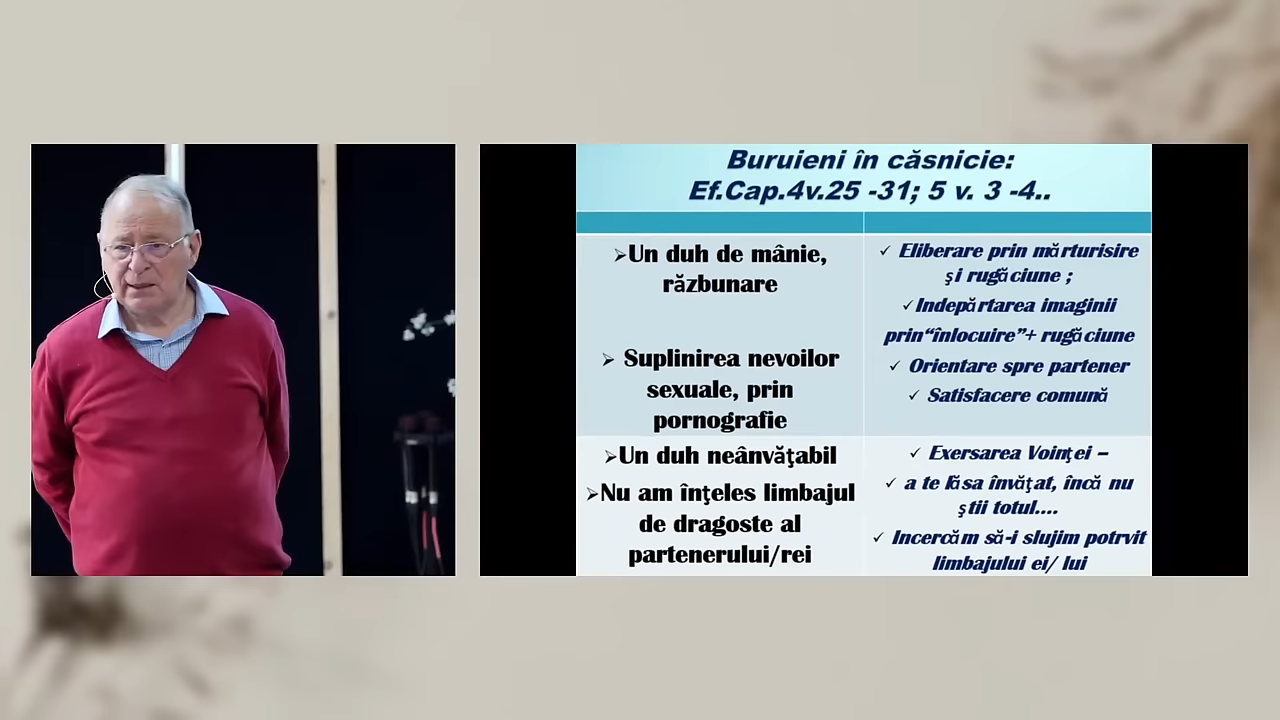 Buruieni în căsnicie:
Ef.Cap.4v.25 -31; 5 v. 3 -4..
➢Un duh de mânie,
răzbunare
➢ Suplinirea nevoilor
sexuale, prin
pornografie
✓ Eliberare prin mărturisire
şi rugăciune ;
✓Indepărtarea imaginii
prin“înlocuire”+ rugăciune
✓ Orientare spre partener
✓ Satisfacere comună
➢Un duh neânvăţabil
➢Nu am înţeles limbajul
de dragoste al
partenerului/rei
✓ Exersarea Voinţei –
✓ a te lăsa învăţat, încă nu
ştii totul....
✓ Incercăm să-i slujim potrvit
limbajului ei/ lui